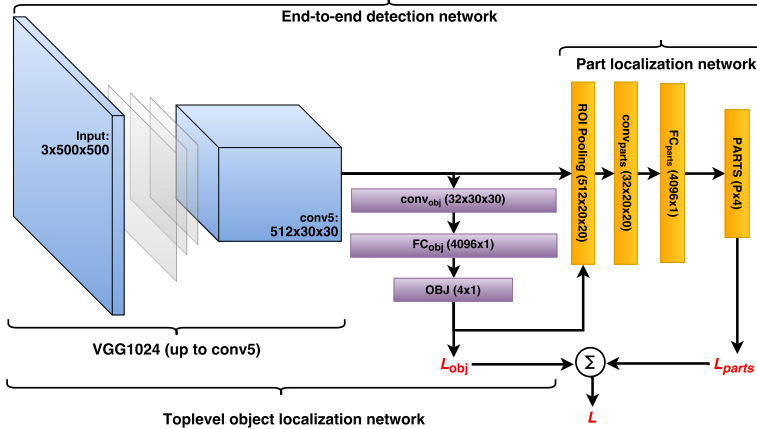 End-to-end detection network
Part localization network
Input:
3x500x500
conv5:
512x30x30
conv_obj (32x30x30)
FC_obj (4096x1)
OBJ (4x1)
ROI Pooling (512x20x20)
conv_parts (32x20x20)
FC_parts (4096x1)
PARTS (Px4)
VGG1024 (up to conv5)
L_obj
Σ
L_parts
L
Toplevel object localization network